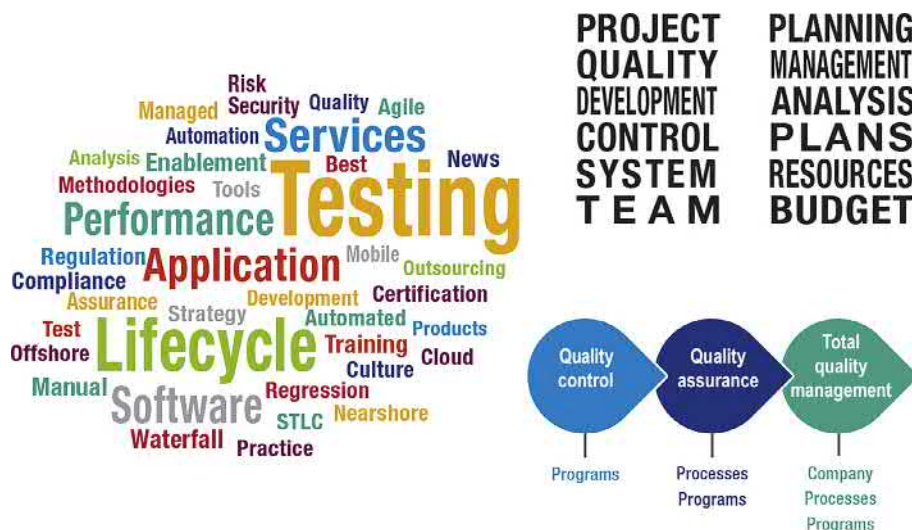 Risk
Managed Security Quality Agile
Automation Services
Analysis Enablement Best News
Methodologies Tools Testing
Performance
Regulation Application Mobile
Compliance Outsourcing
Assurance Development Certification
Strategy Automated
Test Lifecycle Training Products
Offshore Cloud
Manual Culture
Software Regression
STLC Nearshore
Waterfall Practice
PROJECT PLANNING
QUALITY MANAGEMENT
DEVELOPMENT ANALYSIS
CONTROL PLANS
SYSTEM RESOURCES
TEAM BUDGET
Quality
control
Programs
Quality
assurance
Processes
Programs
Total
quality
management
Company
Processes
Programs